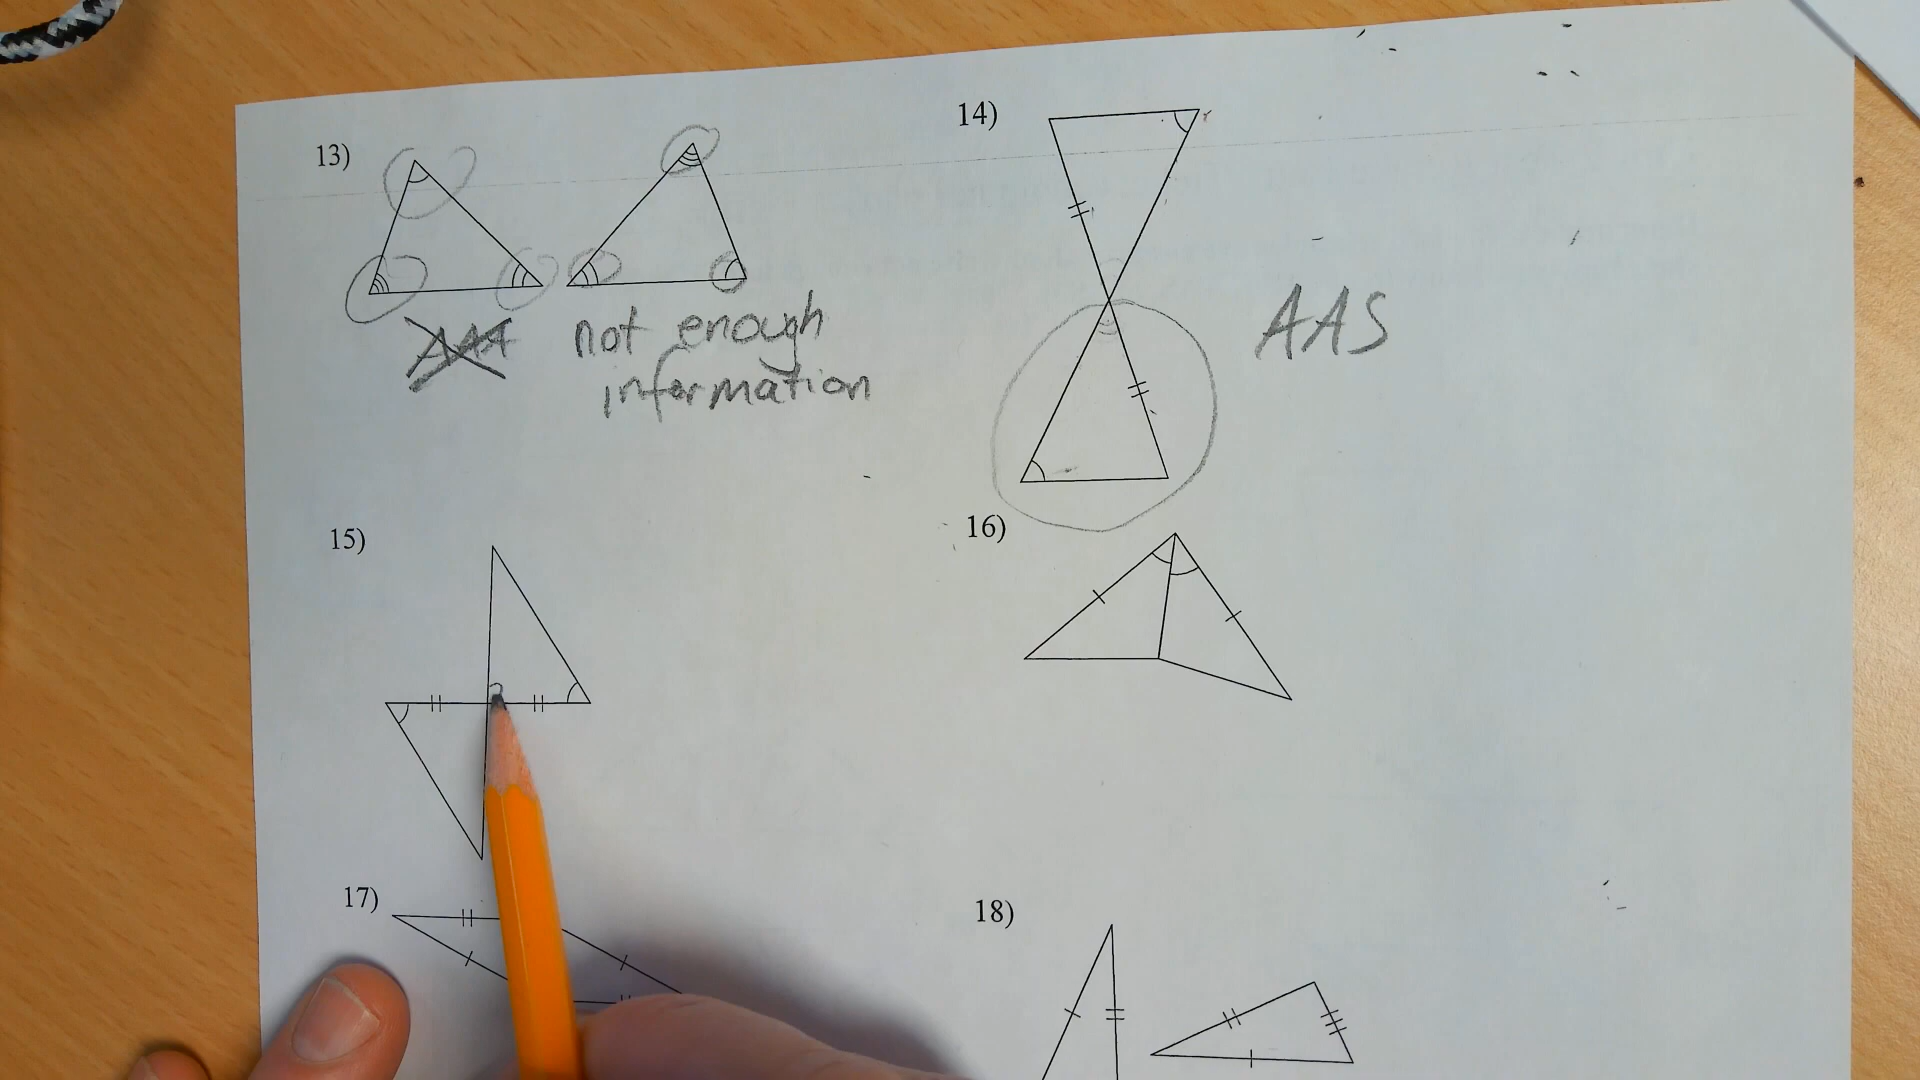 13)
14)
AAA
not enough
information
AAS
15)
16)
17)
18)